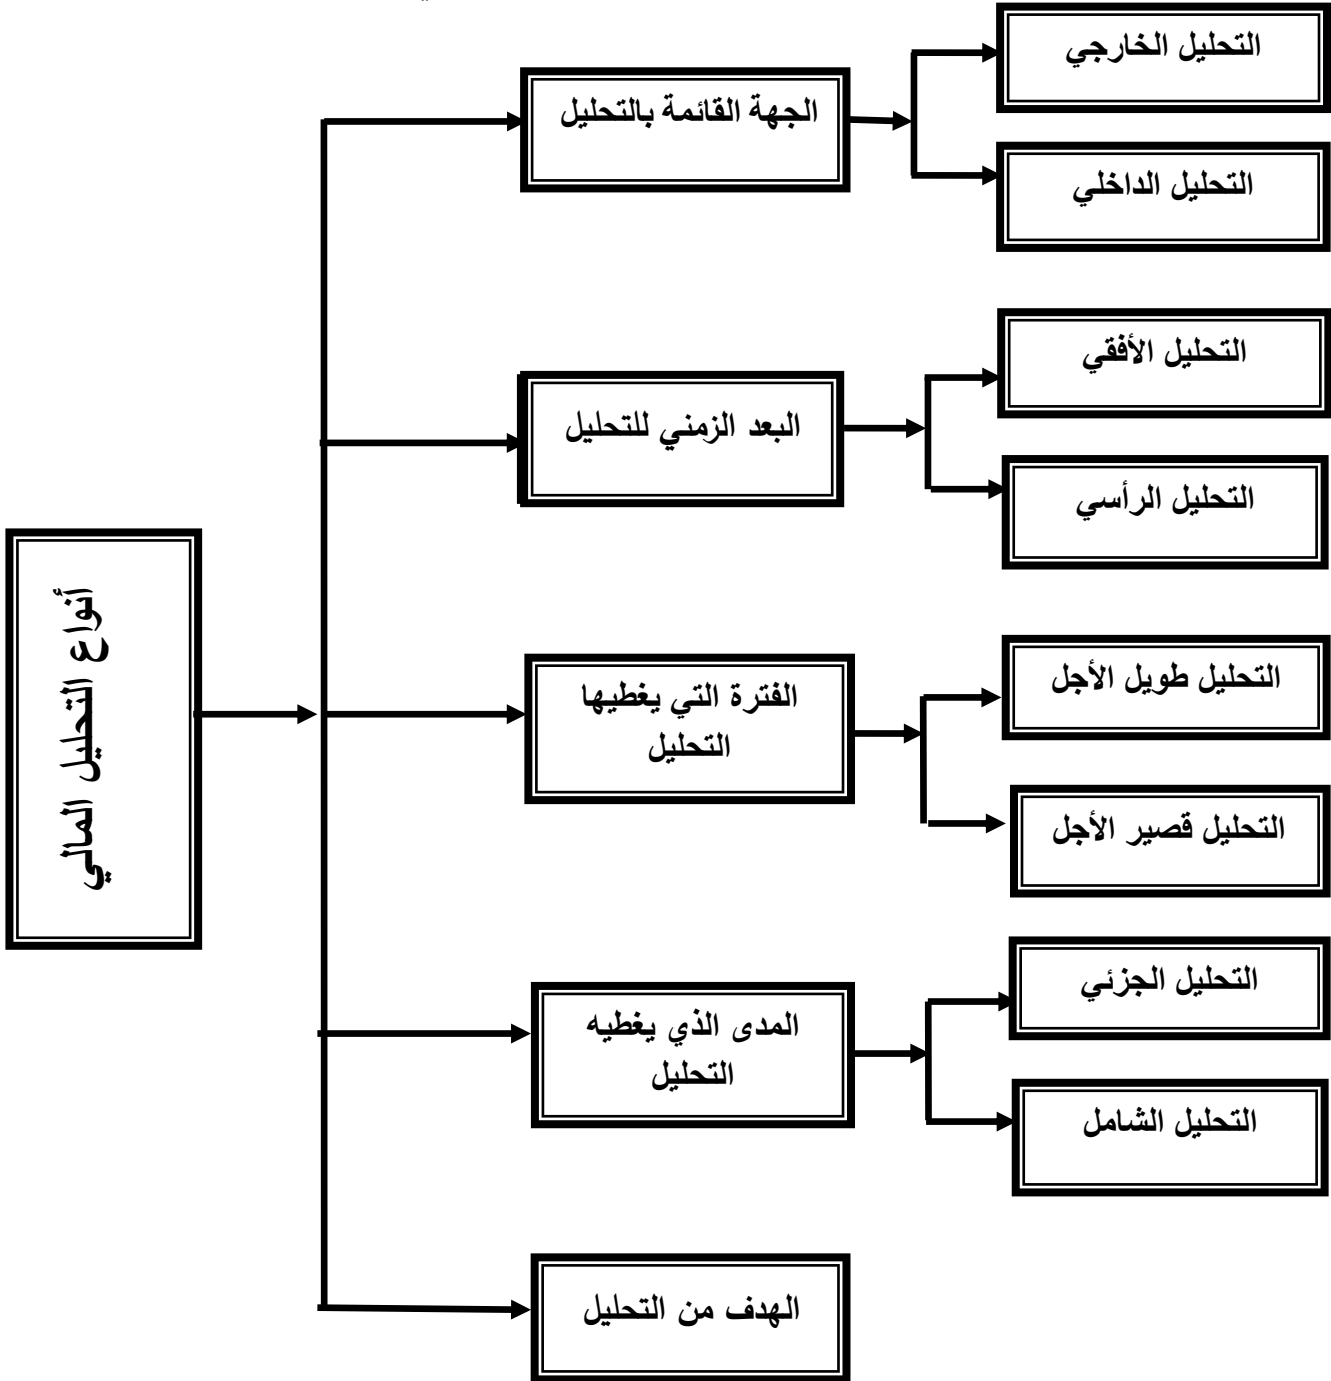 أنواع التحليل المالي
الجهة القائمة بالتحليل
التحليل الخارجي
التحليل الداخلي
البعد الزمني للتحليل
التحليل الأفقي
التحليل الرأسي
الفترة التي يغطيها
التحليل
التحليل طويل الأجل
التحليل قصير الأجل
المدى الذي يغطيه
التحليل
التحليل الجزئي
التحليل الشامل
الهدف من التحليل